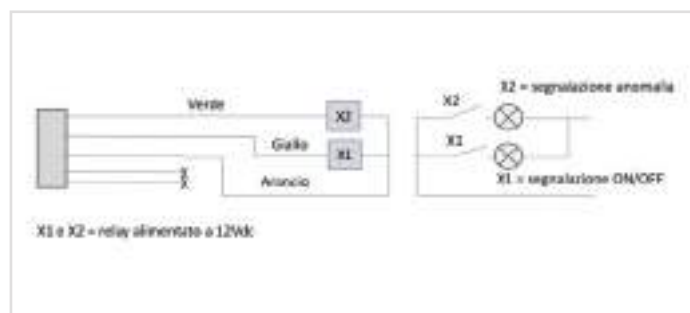 X2 = segnalazione anomalia
Verde
X2
X2
Giallo
X1
X1
Arancio
X1 = segnalazione ON/OFF
X1 e X2 = relay alimentato a 12Vdc